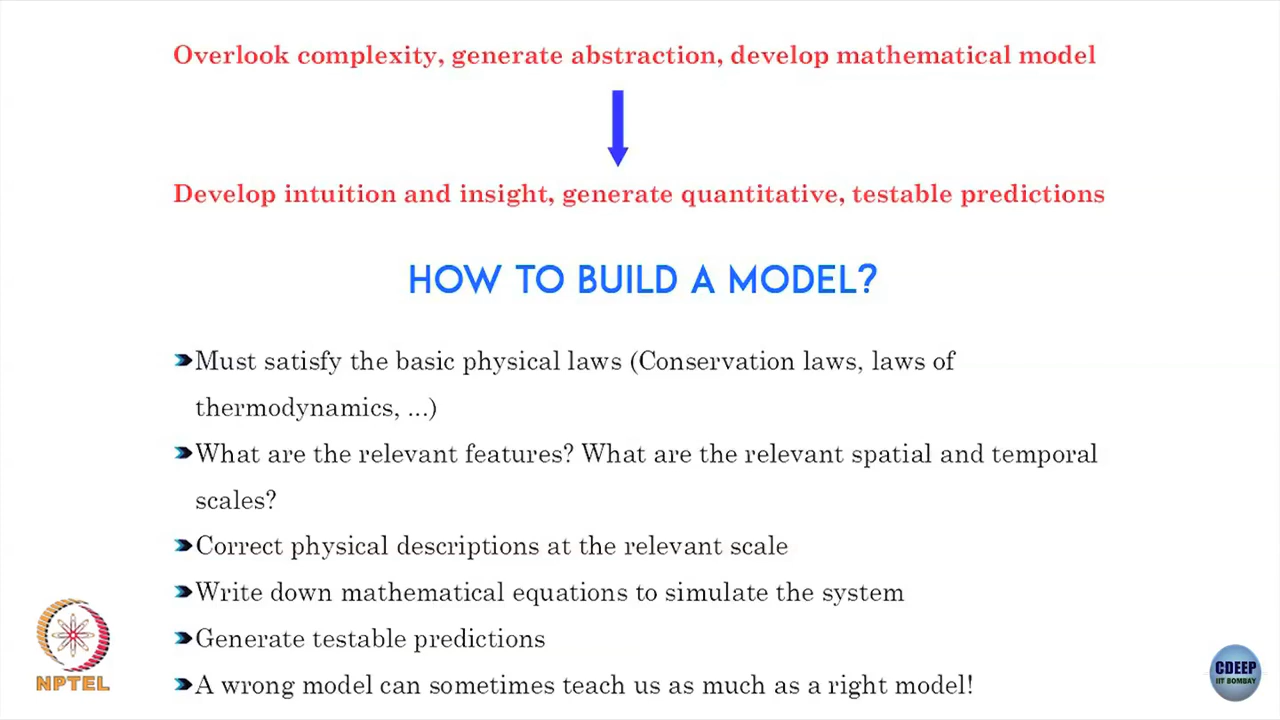 Overlook complexity, generate abstraction, develop mathematical model
Develop intuition and insight, generate quantitative, testable predictions
HOW TO BUILD A MODEL?
Must satisfy the basic physical laws (Conservation laws, laws of
thermodynamics, ...)
What are the relevant features? What are the relevant spatial and temporal
scales?
Correct physical descriptions at the relevant scale
Write down mathematical equations to simulate the system
Generate testable predictions
A wrong model can sometimes teach us as much as a right model!
NPTEL
CDEEP
IIT BOMBAY